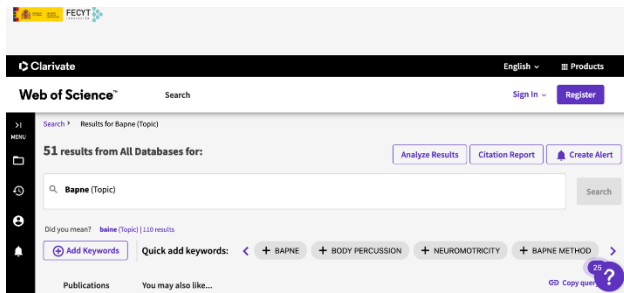 FECYT
Clarivate
English
Products
Web of Science™
Search
Sign In
Register
MENU
Search > Results for Bapne (Topic)
51 results from All Databases for:
Analyze Results
Citation Report
Create Alert
Bapne (Topic)
Search
Did you mean? baine (Topic) | 110 results
Add Keywords
Quick add keywords:
+ BAPNE
+ BODY PERCUSSION
+ NEUROMOTRICITY
+ BAPNE METHOD
25
?
Publications
You may also like...
Copy query